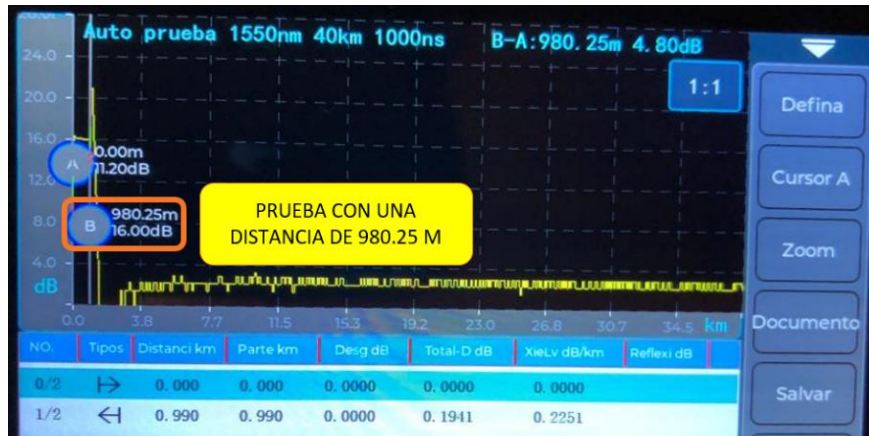 Auto prueba 1550nm 40km 1000ns B-A:980.25m 4.80dB
24.0
20.0
16.0
12.0
8.0
4.0
dB
1:1
A
0.00m
11.20dB
B
980.25m
16.00dB
PRUEBA CON UNA
DISTANCIA DE 980.25 M
0.0 3.8 7.7 11.5 15.3 19.2 23.0 26.8 30.7 34.5 km
NO. Tipos Distanci km Parte km Desg dB Total-D dB XieLv dB/km Reflexi dB
0/2 0.000 0.000 0.0000 0.0000 0.0000
1/2 0.990 0.990 0.0000 0.1941 0.2251
Defina
Cursor A
Zoom
Documento
Salvar